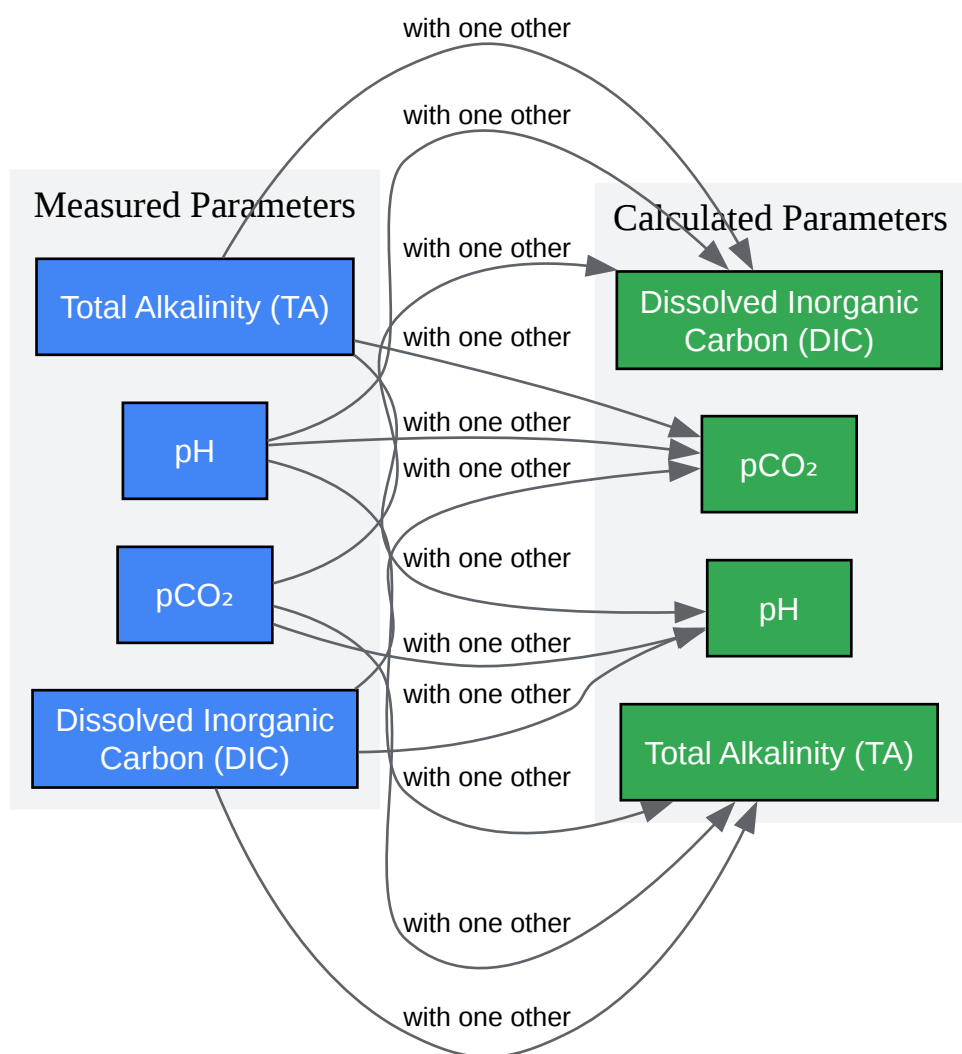 with one other
with one other
Measured Parameters
Calculated Parameters
with one other
Total Alkalinity (TA)
Dissolved Inorganic
Carbon (DIC)
with one other
with one other
pH
pCO₂
with one other
with one other
pCO₂
pH
with one other
with one other
Dissolved Inorganic
Carbon (DIC)
Total Alkalinity (TA)
with one other
with one other
with one other